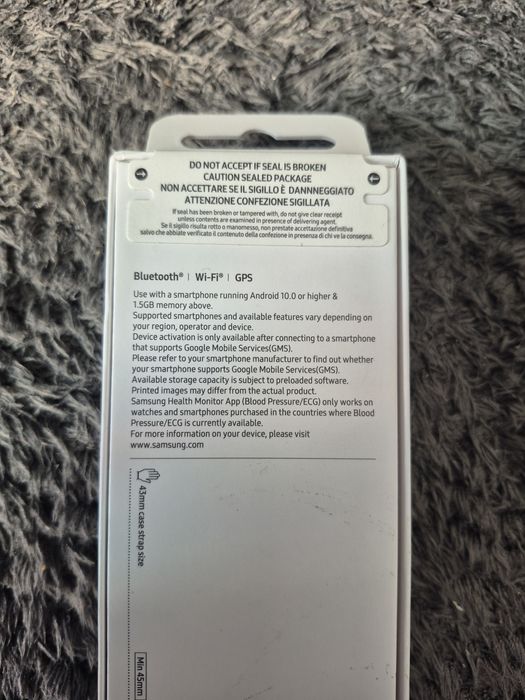 DO NOT ACCEPT IF SEAL IS BROKEN
CAUTION SEALED PACKAGE
NON ACCETTARE SE IL SIGILLO È DANNNEGGIATO
ATTENZIONE CONFEZIONE SIGILLATA
If seal has been broken or tampered with, do not give clear receipt
unless contents are examined in presence of delivering agent.
Se il sigillo risulta rotto o manomesso, non prestate accettazione definitiva
salvo che abbiate verificato il contenuto della confezione in presenza di chi ve la consegna.
Bluetooth® | Wi-Fi® | GPS
Use with a smartphone running Android 10.0 or higher &
1.5GB memory above.
Supported smartphones and available features vary depending on
your region, operator and device.
Device activation is only available after connecting to a smartphone
that supports Google Mobile Services(GMS).
Please refer to your smartphone manufacturer to find out whether
your smartphone supports Google Mobile Services(GMS).
Available storage capacity is subject to preloaded software.
Printed images may differ from the actual product.
Samsung Health Monitor App (Blood Pressure/ECG) only works on
watches and smartphones purchased in the countries where Blood
Pressure/ECG is currently available.
For more information on your device, please visit
www.samsung.com
43mm case strap size
Min 45mm